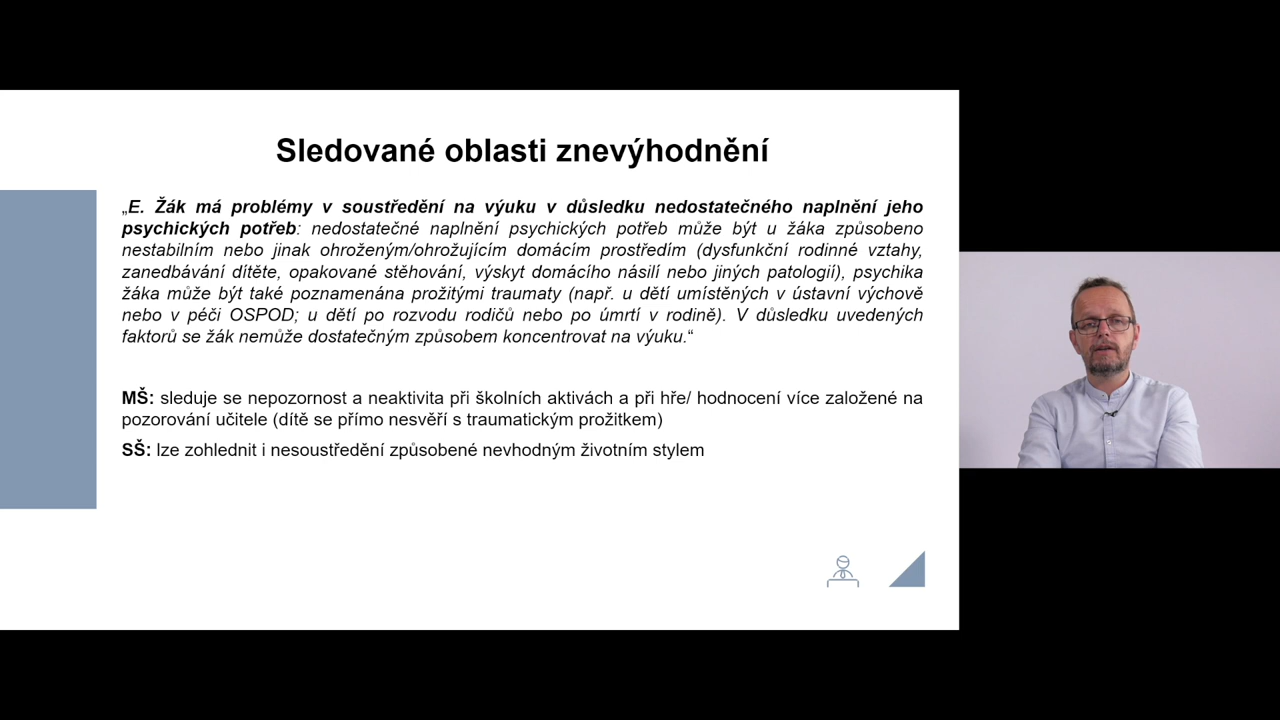 Sledované oblasti znevýhodnění
„E. Žák má problémy v soustředění na výuku v důsledku nedostatečného naplnění jeho
psychických potřeb: nedostatečné naplnění psychických potřeb může být u žáka způsobeno
nestabilním nebo jinak ohroženým/ohrožujícím domácím prostředím (dysfunkční rodinné vztahy,
zanedbávání dítěte, opakované stěhování, výskyt domácího násilí nebo jiných patologií), psychika
žáka může být také poznamenána prožitými traumaty (např. u dětí umístěných v ústavní výchově
nebo v péči OSPOD; u dětí po rozvodu rodičů nebo po úmrtí v rodině). V důsledku uvedených
faktorů se žák nemůže dostatečným způsobem koncentrovat na výuku.“
MŠ: sleduje se nepozornost a neaktivita při školních aktivách a při hře/ hodnocení více založené na
pozorování učitele (dítě se přímo nesvěří s traumatickým prožitkem)
SŠ: lze zohlednit i nesoustředění způsobené nevhodným životním stylem